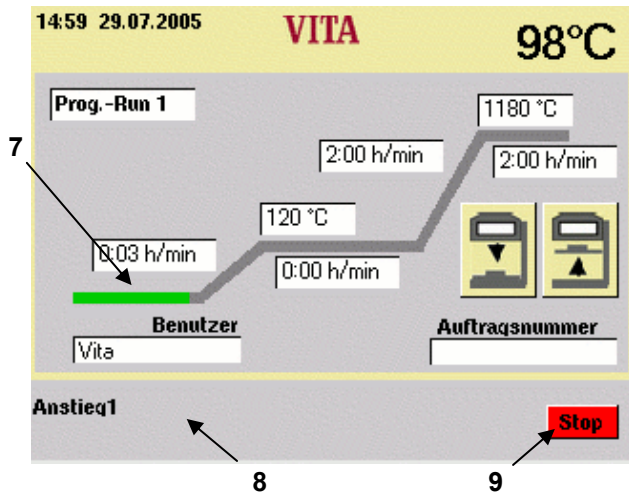 14:59 29.07.2005
VITA
98°C
Prog.-Run 1
1180 °C
7
2:00 h/min
2:00 h/min
120 °C
0:03 h/min
0:00 h/min
Benutzer
Auftragsnummer
Vita
Anstieg1
Stop
8
9